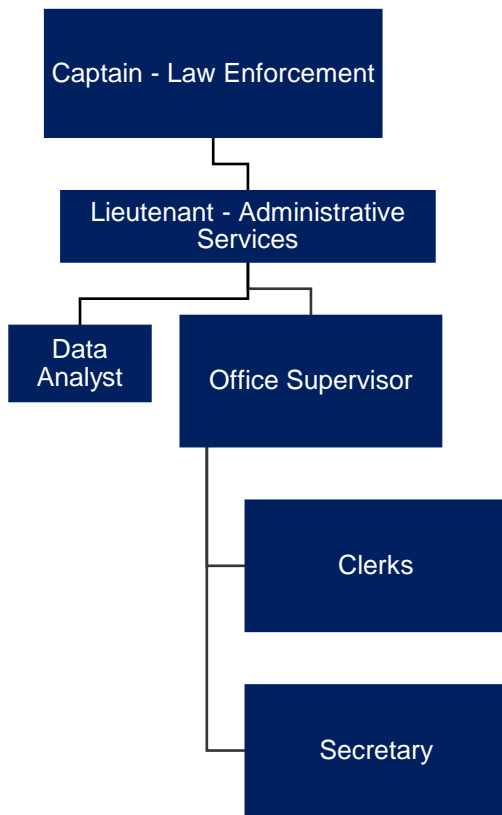 Captain - Law Enforcement
Lieutenant - Administrative
Services
Data
Analyst
Office Supervisor
Clerks
Secretary